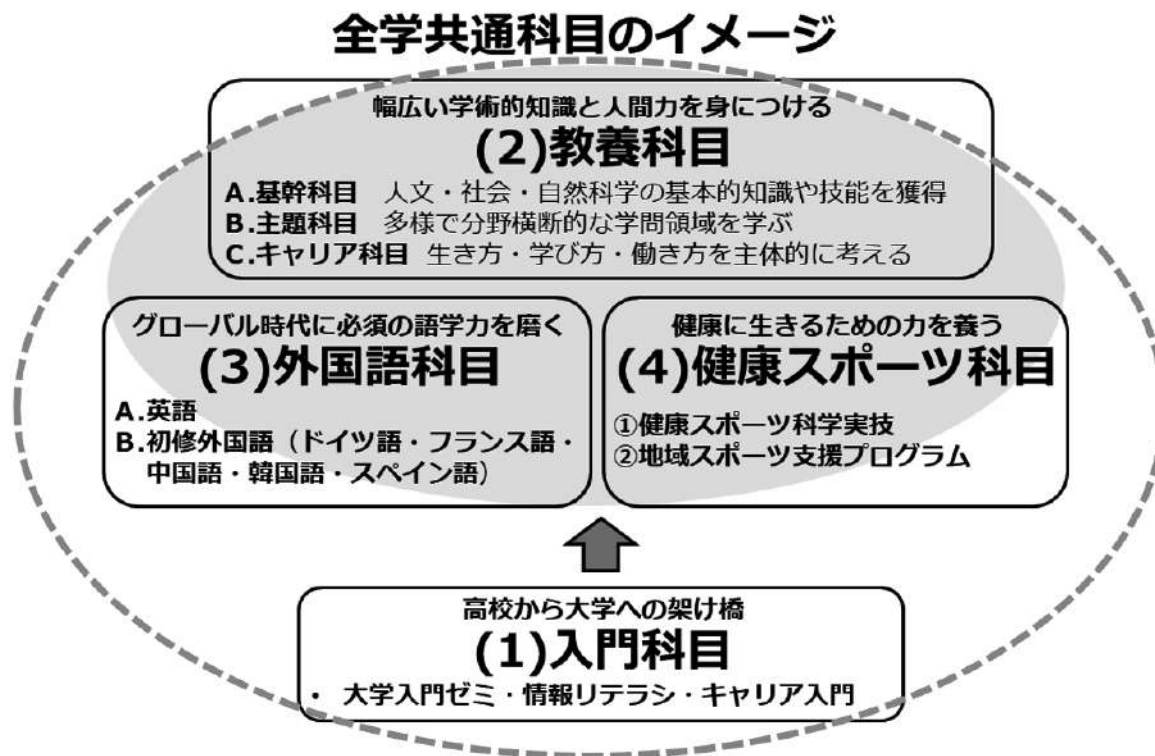 全学共通科目のイメージ
幅広い学術的知識と人間力を身につける
(2)教養科目
A.基幹科目 人文・社会・自然科学の基本的知識や技能を獲得
B.主題科目 多様で分野横断的な学問領域を学ぶ
C.キャリア科目 生き方・学び方・働き方を主体的に考える
グローバル時代に必須の語学力を磨く
(3)外国語科目
A.英語
B.初修外国語（ドイツ語・フランス語・
中国語・韓国語・スペイン語）
健康に生きるための力を養う
(4)健康スポーツ科目
①健康スポーツ科学実技
②地域スポーツ支援プログラム
高校から大学への架け橋
(1)入門科目
・ 大学入門ゼミ・情報リテラシ・キャリア入門